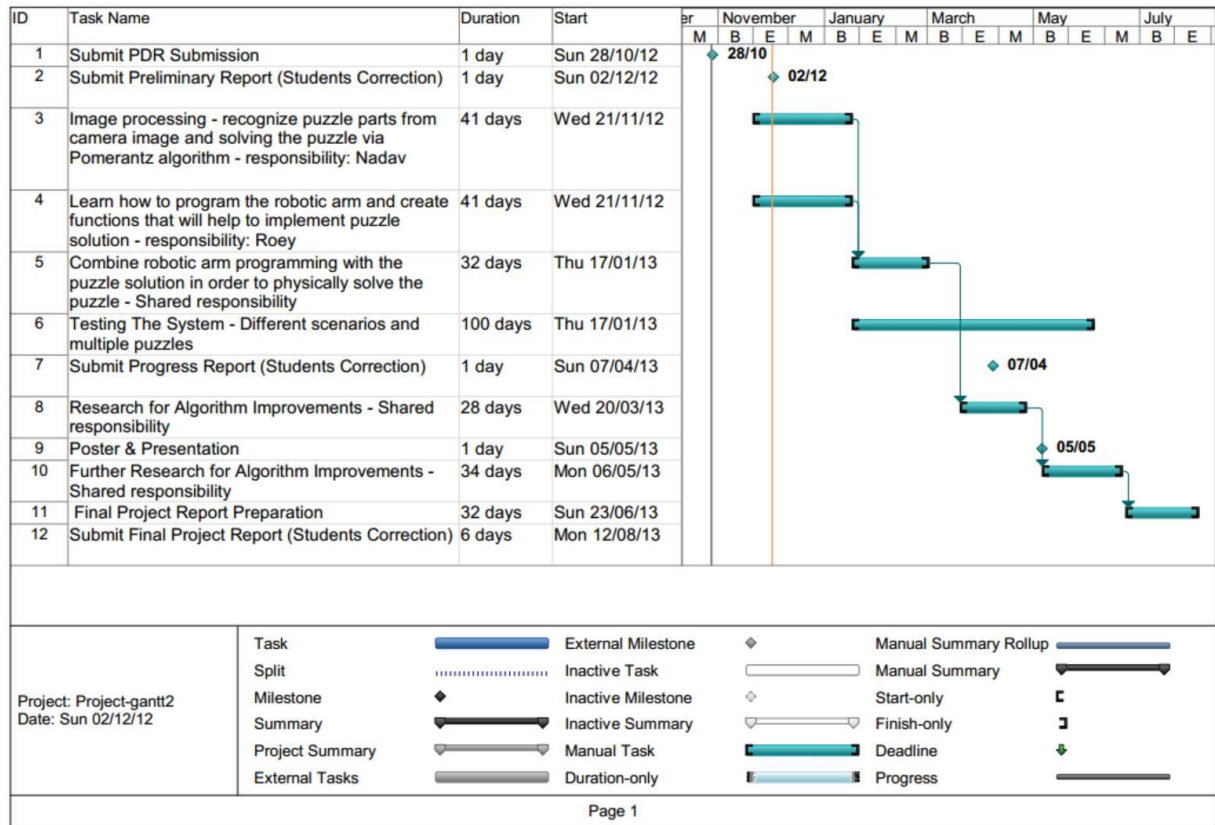 ID Task Name Duration Start er November January March May July
M B E M B E M B E M B E M B E
1 Submit PDR Submission 1 day Sun 28/10/12 28/10
2 Submit Preliminary Report (Students Correction) 1 day Sun 02/12/12 02/12
3 Image processing - recognize puzzle parts from 41 days Wed 21/11/12
camera image and solving the puzzle via
Pomerantz algorithm - responsibility: Nadav
4 Learn how to program the robotic arm and create 41 days Wed 21/11/12
functions that will help to implement puzzle
solution - responsibility: Roey
5 Combine robotic arm programming with the 32 days Thu 17/01/13
puzzle solution in order to physically solve the
puzzle - Shared responsibility
6 Testing The System - Different scenarios and 100 days Thu 17/01/13
multiple puzzles
7 Submit Progress Report (Students Correction) 1 day Sun 07/04/13 07/04
8 Research for Algorithm Improvements - Shared 28 days Wed 20/03/13
responsibility
9 Poster & Presentation 1 day Sun 05/05/13 05/05
10 Further Research for Algorithm Improvements - 34 days Mon 06/05/13
Shared responsibility
11 Final Project Report Preparation 32 days Sun 23/06/13
12 Submit Final Project Report (Students Correction) 6 days Mon 12/08/13
Project: Project-gantt2
Date: Sun 02/12/12
Task External Milestone Manual Summary Rollup
Split Inactive Task Manual Summary
Milestone Inactive Milestone Start-only
Summary Inactive Summary Finish-only
Project Summary Manual Task Deadline
External Tasks Duration-only Progress
Page 1